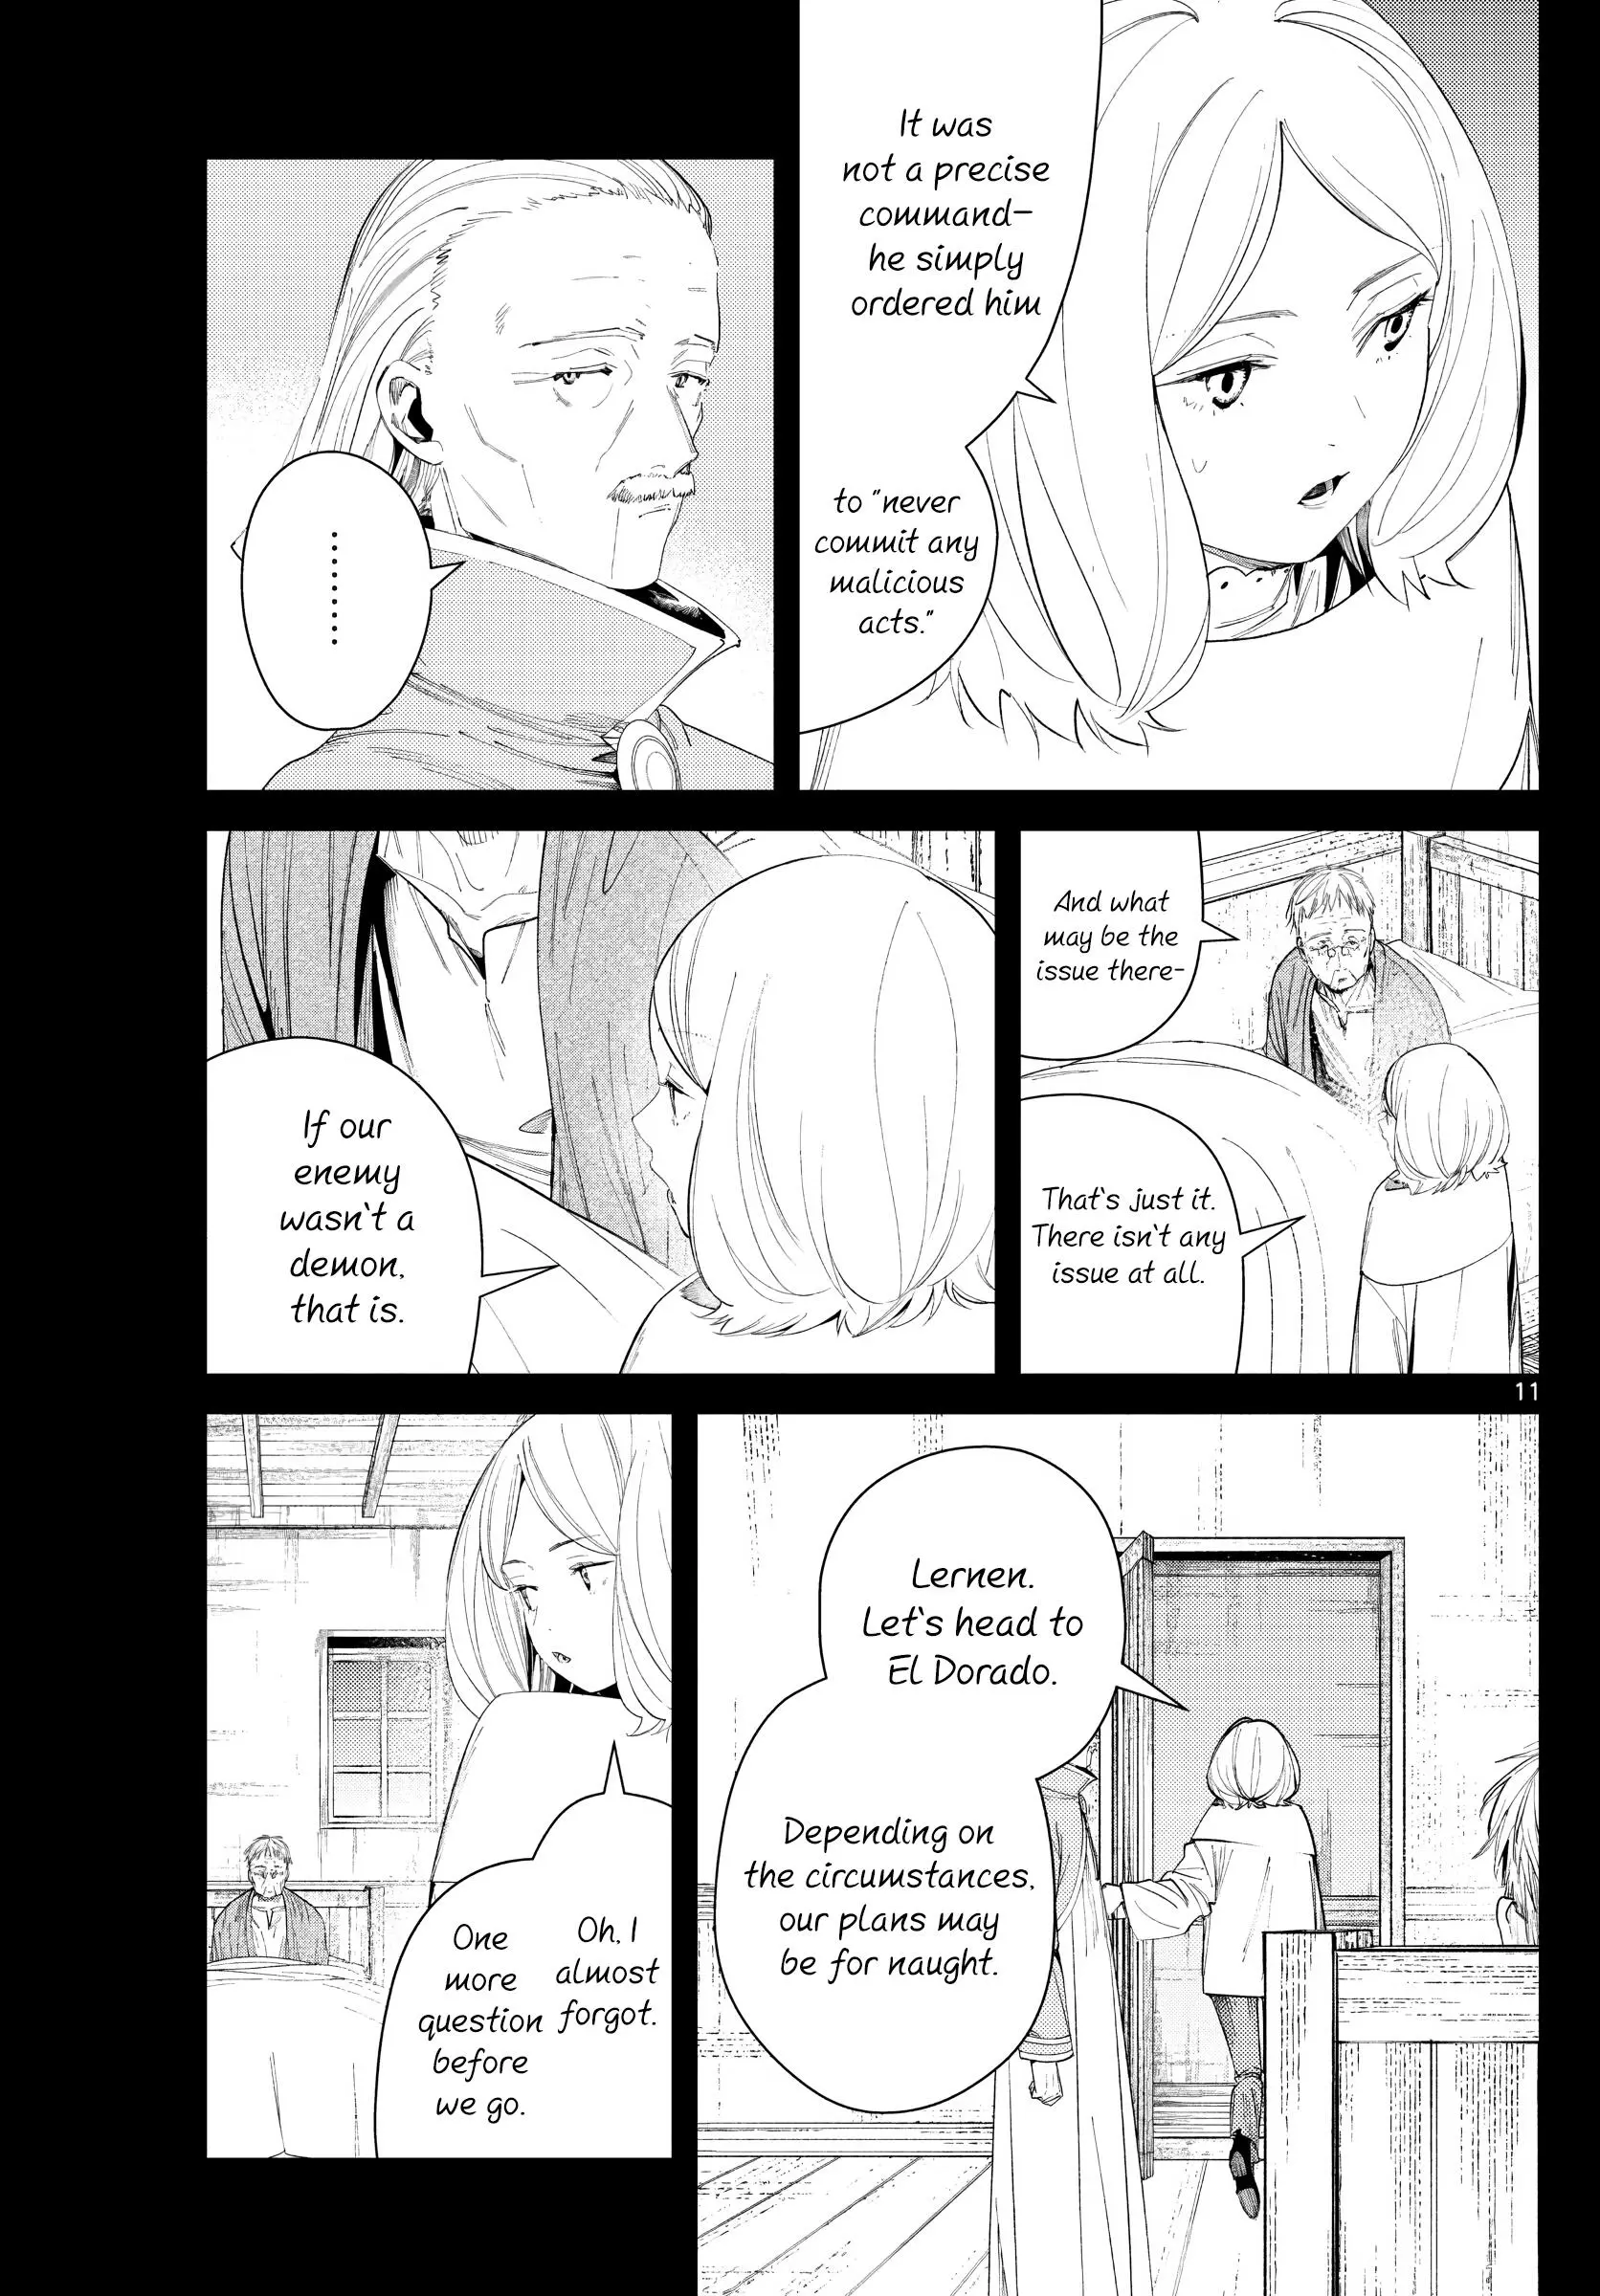 It was
not a precise
command—
he simply
ordered him
to "never
commit any
malicious
acts."
.........
And what
may be the
issue there-
That's just it.
There isn't any
issue at all.
If our
enemy
wasn't a
demon,
that is.
11
Lernen.
Let's head to
El Dorado.
Depending on
the circumstances,
our plans may
be for naught.
Oh, I
almost
forgot.
One
more
question
before
we go.